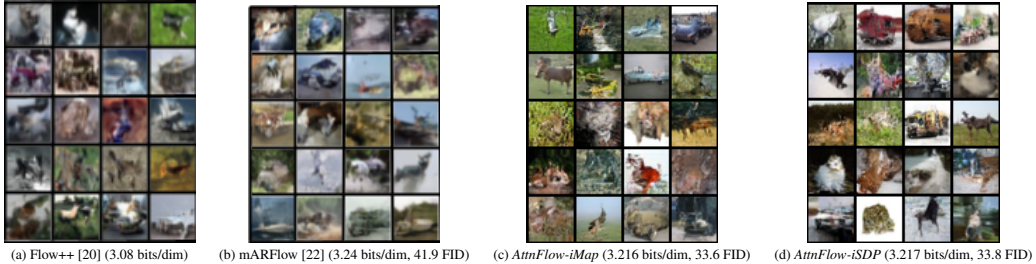 (a) Flow++ [20] (3.08 bits/dim)
(b) mARFlow [22] (3.24 bits/dim, 41.9 FID)
(c) AttnFlow-iMap (3.216 bits/dim, 33.6 FID)
(d) AttnFlow-iSDP (3.217 bits/dim, 33.8 FID)